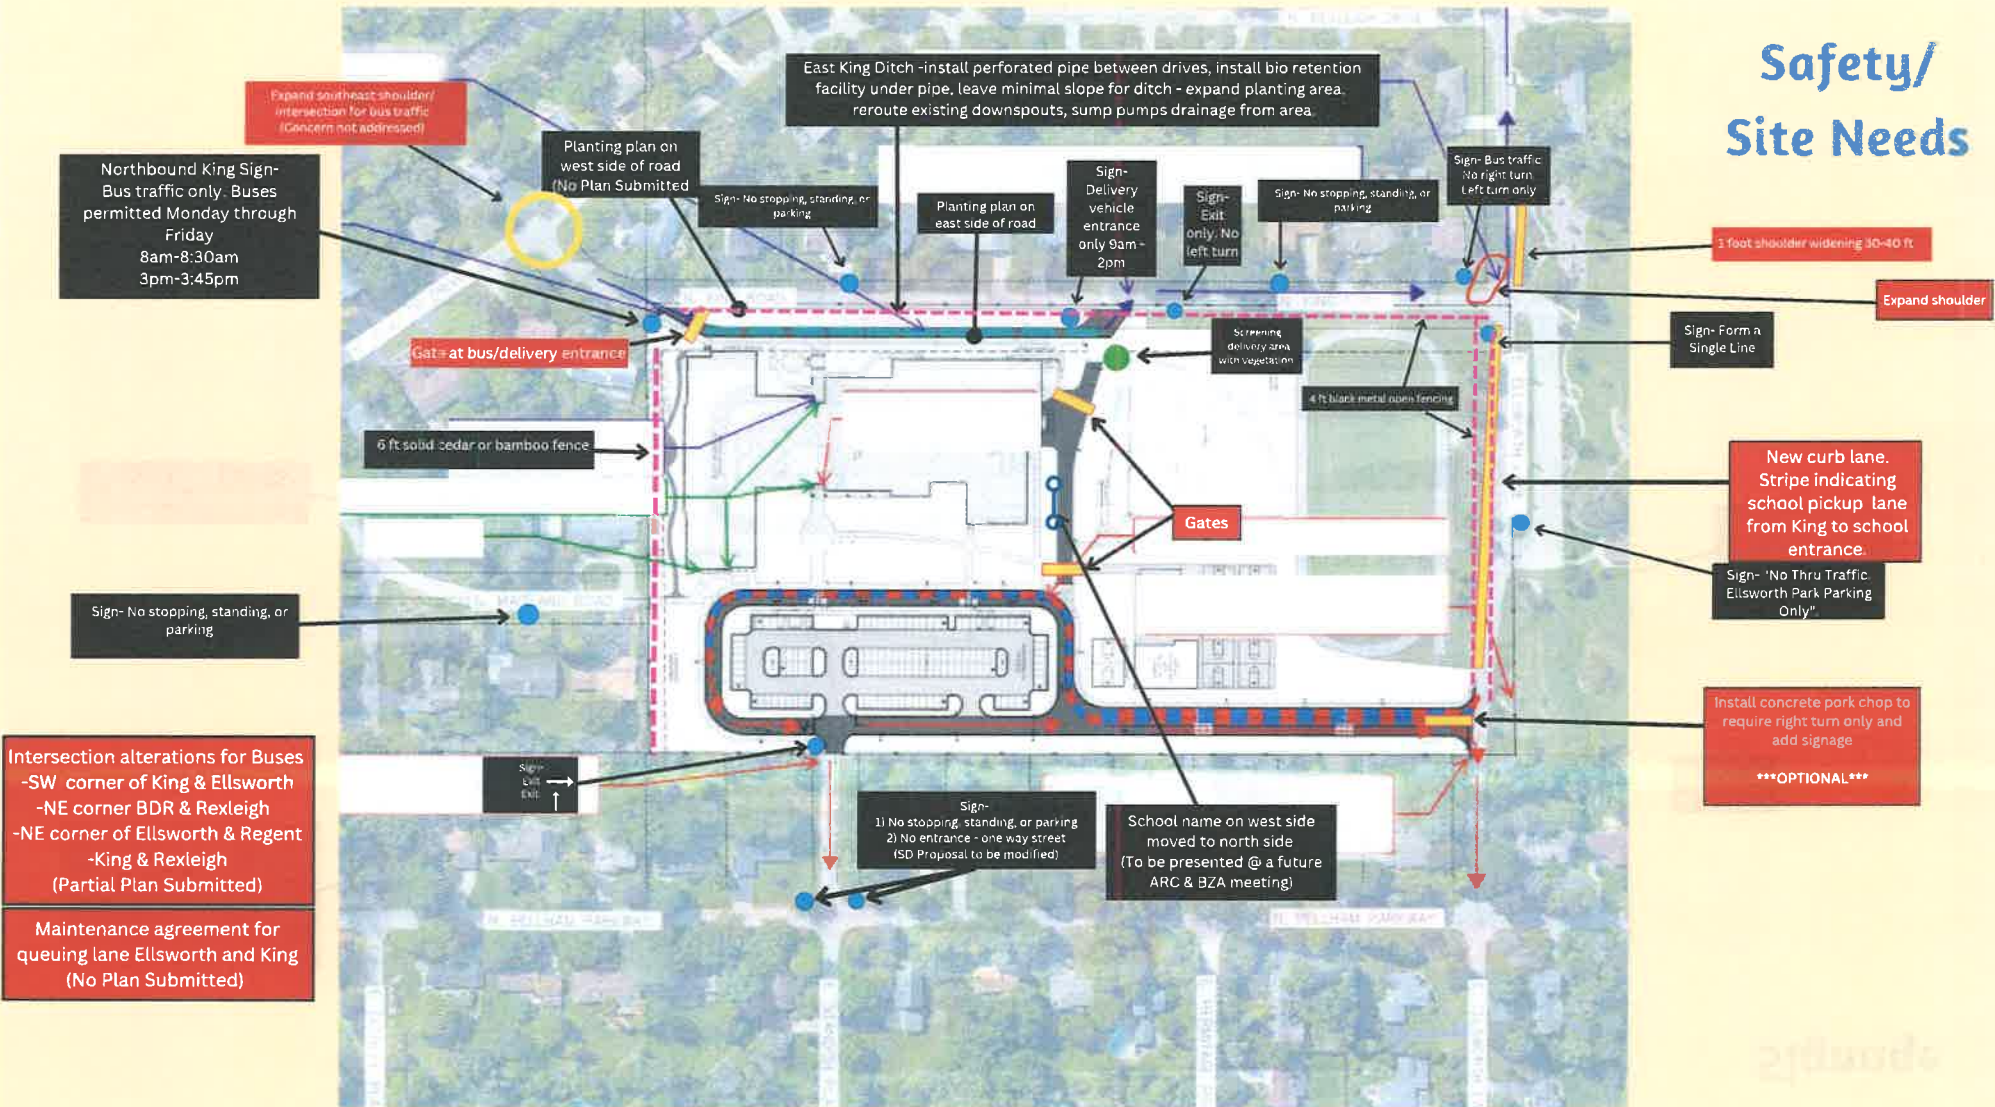 Safety/
Site Needs
Expand southeast shoulder/
intersection for bus traffic
(Concern not addressed)
East King Ditch -install perforated pipe between drives, install bio retention
facility under pipe, leave minimal slope for ditch - expand planting area,
reroute existing downspouts, sump pumps drainage from area.
Northbound King Sign-
Bus traffic only. Buses
permitted Monday through
Friday
8am-8:30am
3pm-3:45pm
Planting plan on
west side of road
(No Plan Submitted
Sign- No stopping, standing, or
parking
Planting plan on
east side of road
Sign-
Delivery
vehicle
entrance
only 9am -
2pm
Sign-
Exit
only. No
left turn
Sign- No stopping, standing, or
parking
Sign- Bus traffic
No right turn
Left turn only
1 foot shoulder widening 30-40 ft
Expand shoulder
Sign- Form a
Single Line
Gate at bus/delivery entrance
Screening
delivery area
with vegetation
4 ft black metal open fencing
6 ft solid cedar or bamboo fence
Gates
New curb lane.
Stripe indicating
school pickup lane
from King to school
entrance.
Sign- "No Thru Traffic.
Ellsworth Park Parking
Only".
Sign- No stopping, standing, or
parking
Install concrete pork chop to
require right turn only and
add signage
***OPTIONAL***
Intersection alterations for Buses
-SW corner of King & Ellsworth
-NE corner BDR & Rexleigh
-NE corner of Ellsworth & Regent
-King & Rexleigh
(Partial Plan Submitted)
Sign-
Exit
Exit
Sign-
1) No stopping, standing, or parking
2) No entrance - one way street
(SD Proposal to be modified)
School name on west side
moved to north side
(To be presented @ a future
ARC & BZA meeting)
Maintenance agreement for
queuing lane Ellsworth and King
(No Plan Submitted)
N. PELHAM PARKWAY
N. PELHAM PARKWAY